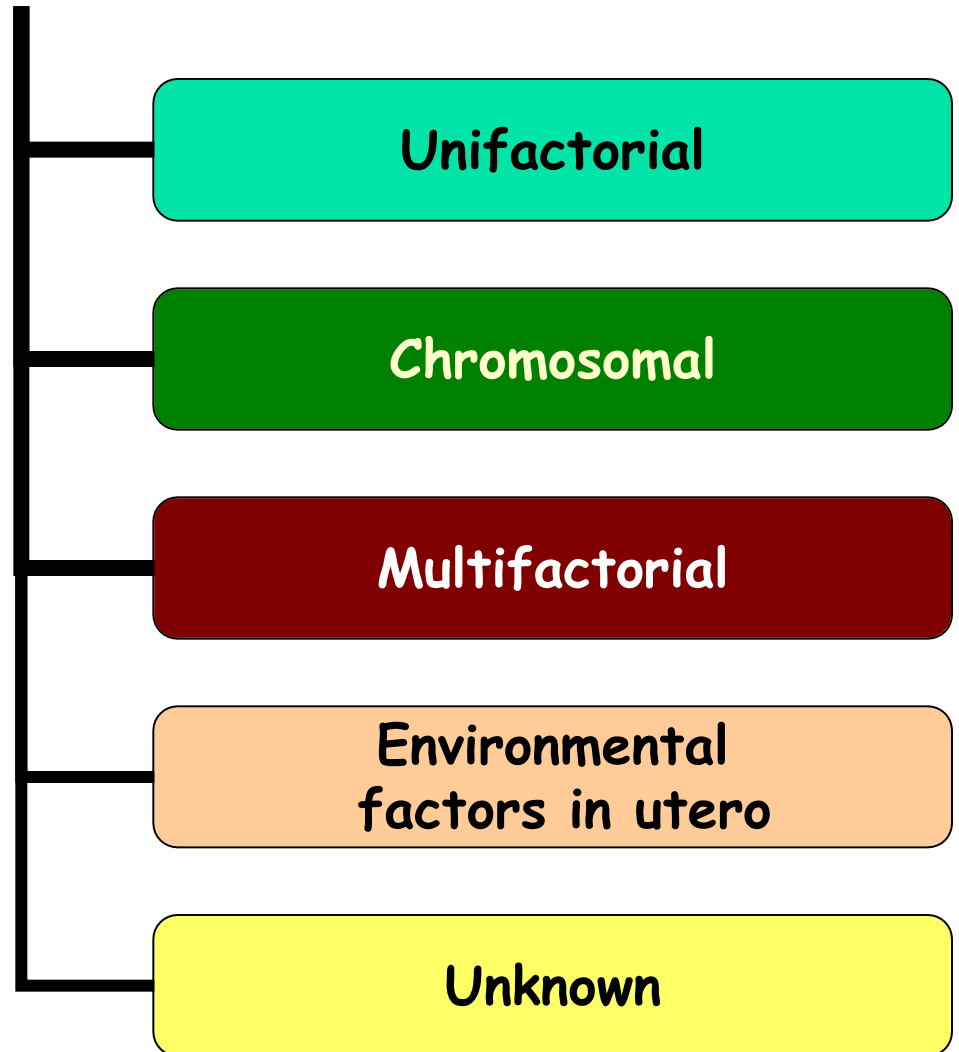 Unifactorial
Chromosomal
Multifactorial
Environmental
factors in utero
Unknown